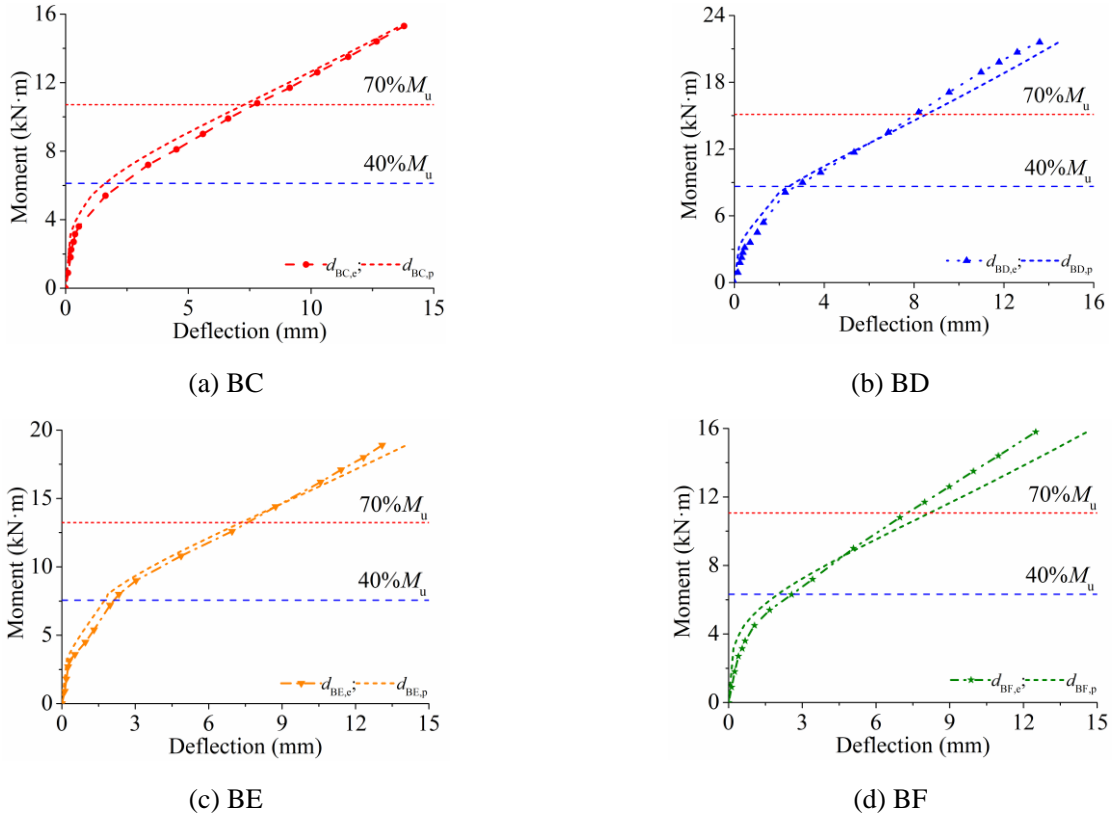 16
12
8
4
0
Moment (kN·m)
70%Mu
40%Mu
dBC,e; dBC,p
0 5 10 15
Deflection (mm)
(a) BC
24
18
12
6
0
Moment (kN·m)
70%Mu
40%Mu
dBD,e; dBD,p
0 4 8 12 16
Deflection (mm)
(b) BD
20
15
10
5
0
Moment (kN·m)
70%Mu
40%Mu
dBE,e; dBE,p
0 3 6 9 12 15
Deflection (mm)
(c) BE
16
12
8
4
0
Moment (kN·m)
70%Mu
40%Mu
dBF,e; dBF,p
0 3 6 9 12 15
Deflection (mm)
(d) BF